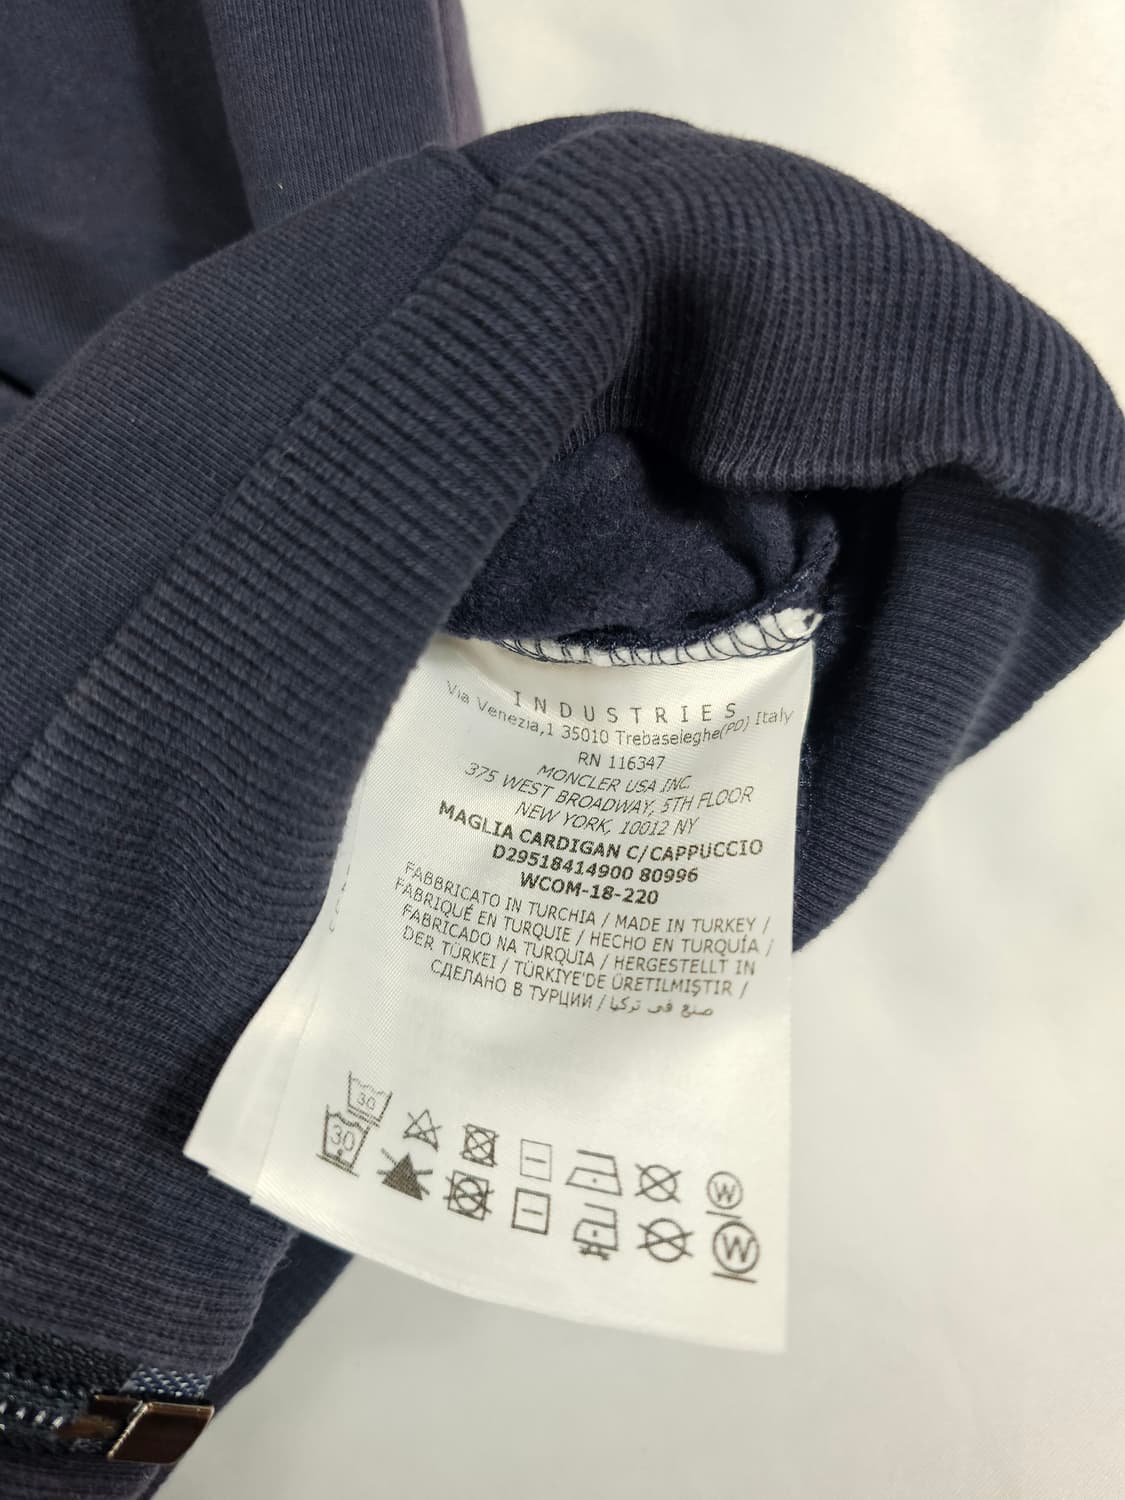 INDUSTRIES
Via Venezia,1 35010 Trebaseleghe(PD) Italy
RN 116347
MONCLER USA INC.
375 WEST BROADWAY, 5TH FLOOR
NEW YORK, 10012 NY
MAGLIA CARDIGAN C/CAPPUCCIO
D29518414900 80996
WCOM-18-220
FABBRICATO IN TURCHIA / MADE IN TURKEY /
FABRIQUÉ EN TURQUIE / HECHO EN TURQUÍA /
FABRICADO NA TURQUIA / HERGESTELLT IN
DER TÜRKEI / TÜRKIYE'DE ÜRETILMIŞTIR /
СДЕЛАНО В ТУРЦИИ / صنع في تركيا
30
30
W
W